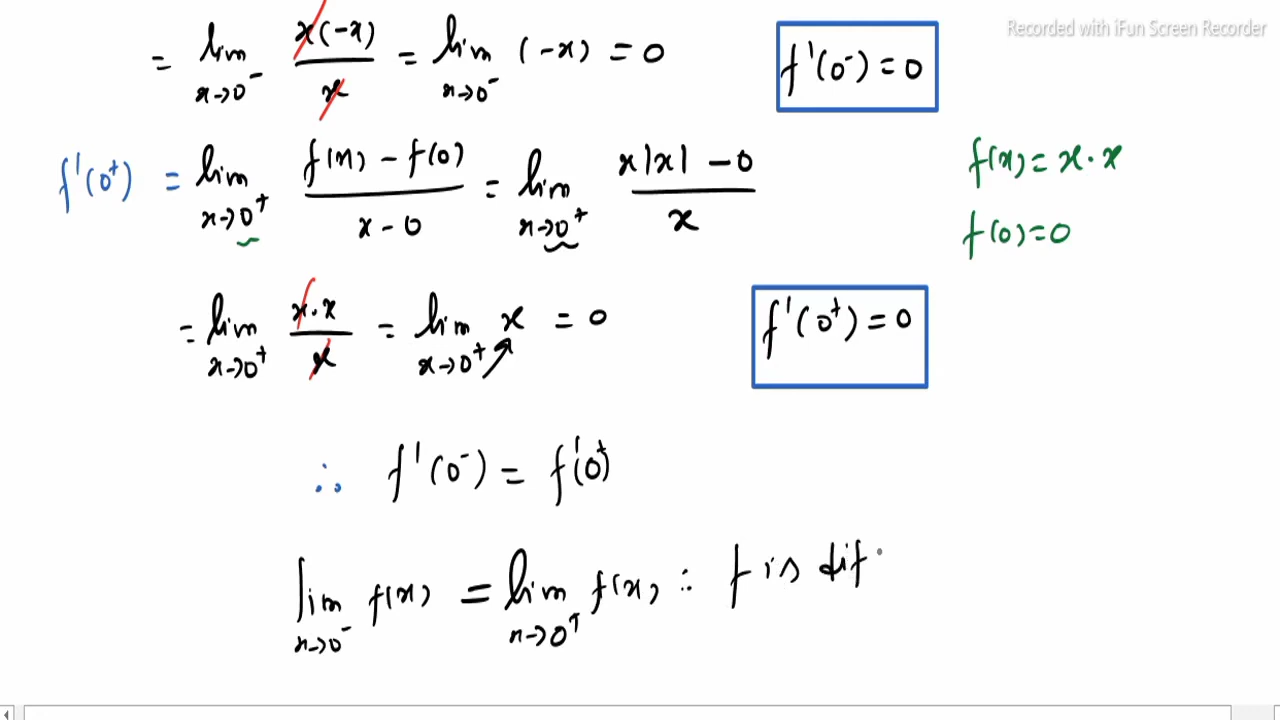 Recorded with iFun Screen Recorder
= lim x→0⁻ x(-x)/x = lim x→0⁻ (-x) = 0
f'(0⁻) = 0
f'(0⁺) = lim x→0⁺ f(x) - f(0)/x - 0 = lim x→0⁺ x|x| - 0/x
f(x) = x · x
f(0) = 0
= lim x→0⁺ x · x/x = lim x→0⁺ x = 0
f'(0⁺) = 0
∴ f'(0⁻) = f'(0⁺)
lim x→0⁻ f(x) = lim x→0⁺ f(x) ∴ f is dif